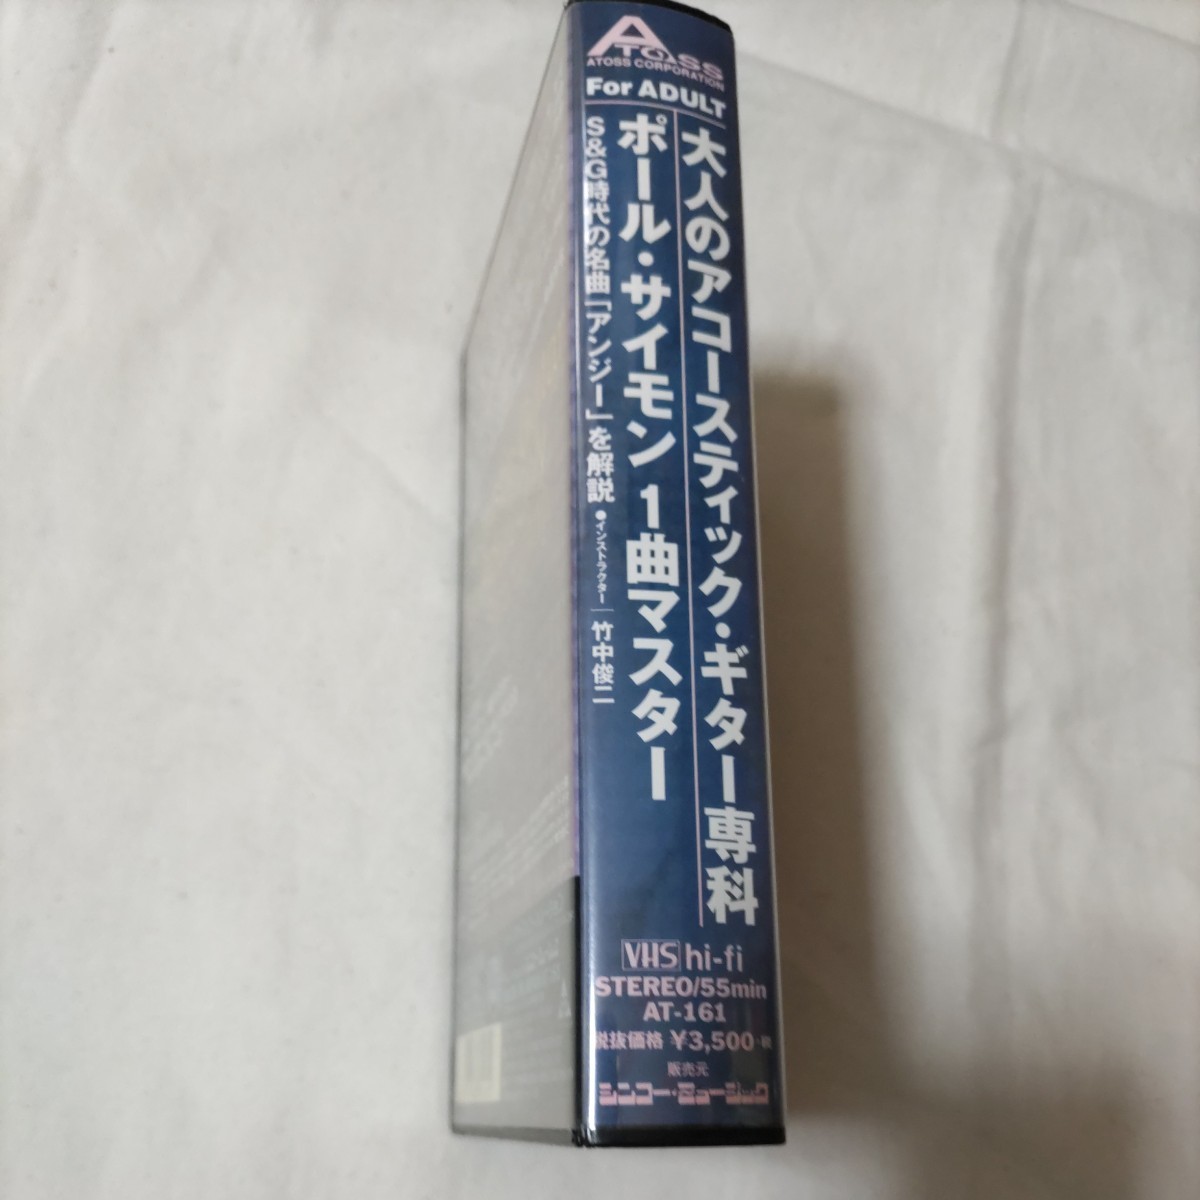 ATOSS
ATOSS CORPORATION
For ADULT
大人のアコースティック・ギター専科
ポール・サイモン 1曲マスター
S&G時代の名曲「アンジー」を解説 ●インストラクター｜竹中俊二
VHS hi-fi
STEREO/55min
AT-161
税抜価格 ¥3,500・税
販売元
シンコー・ミュージック